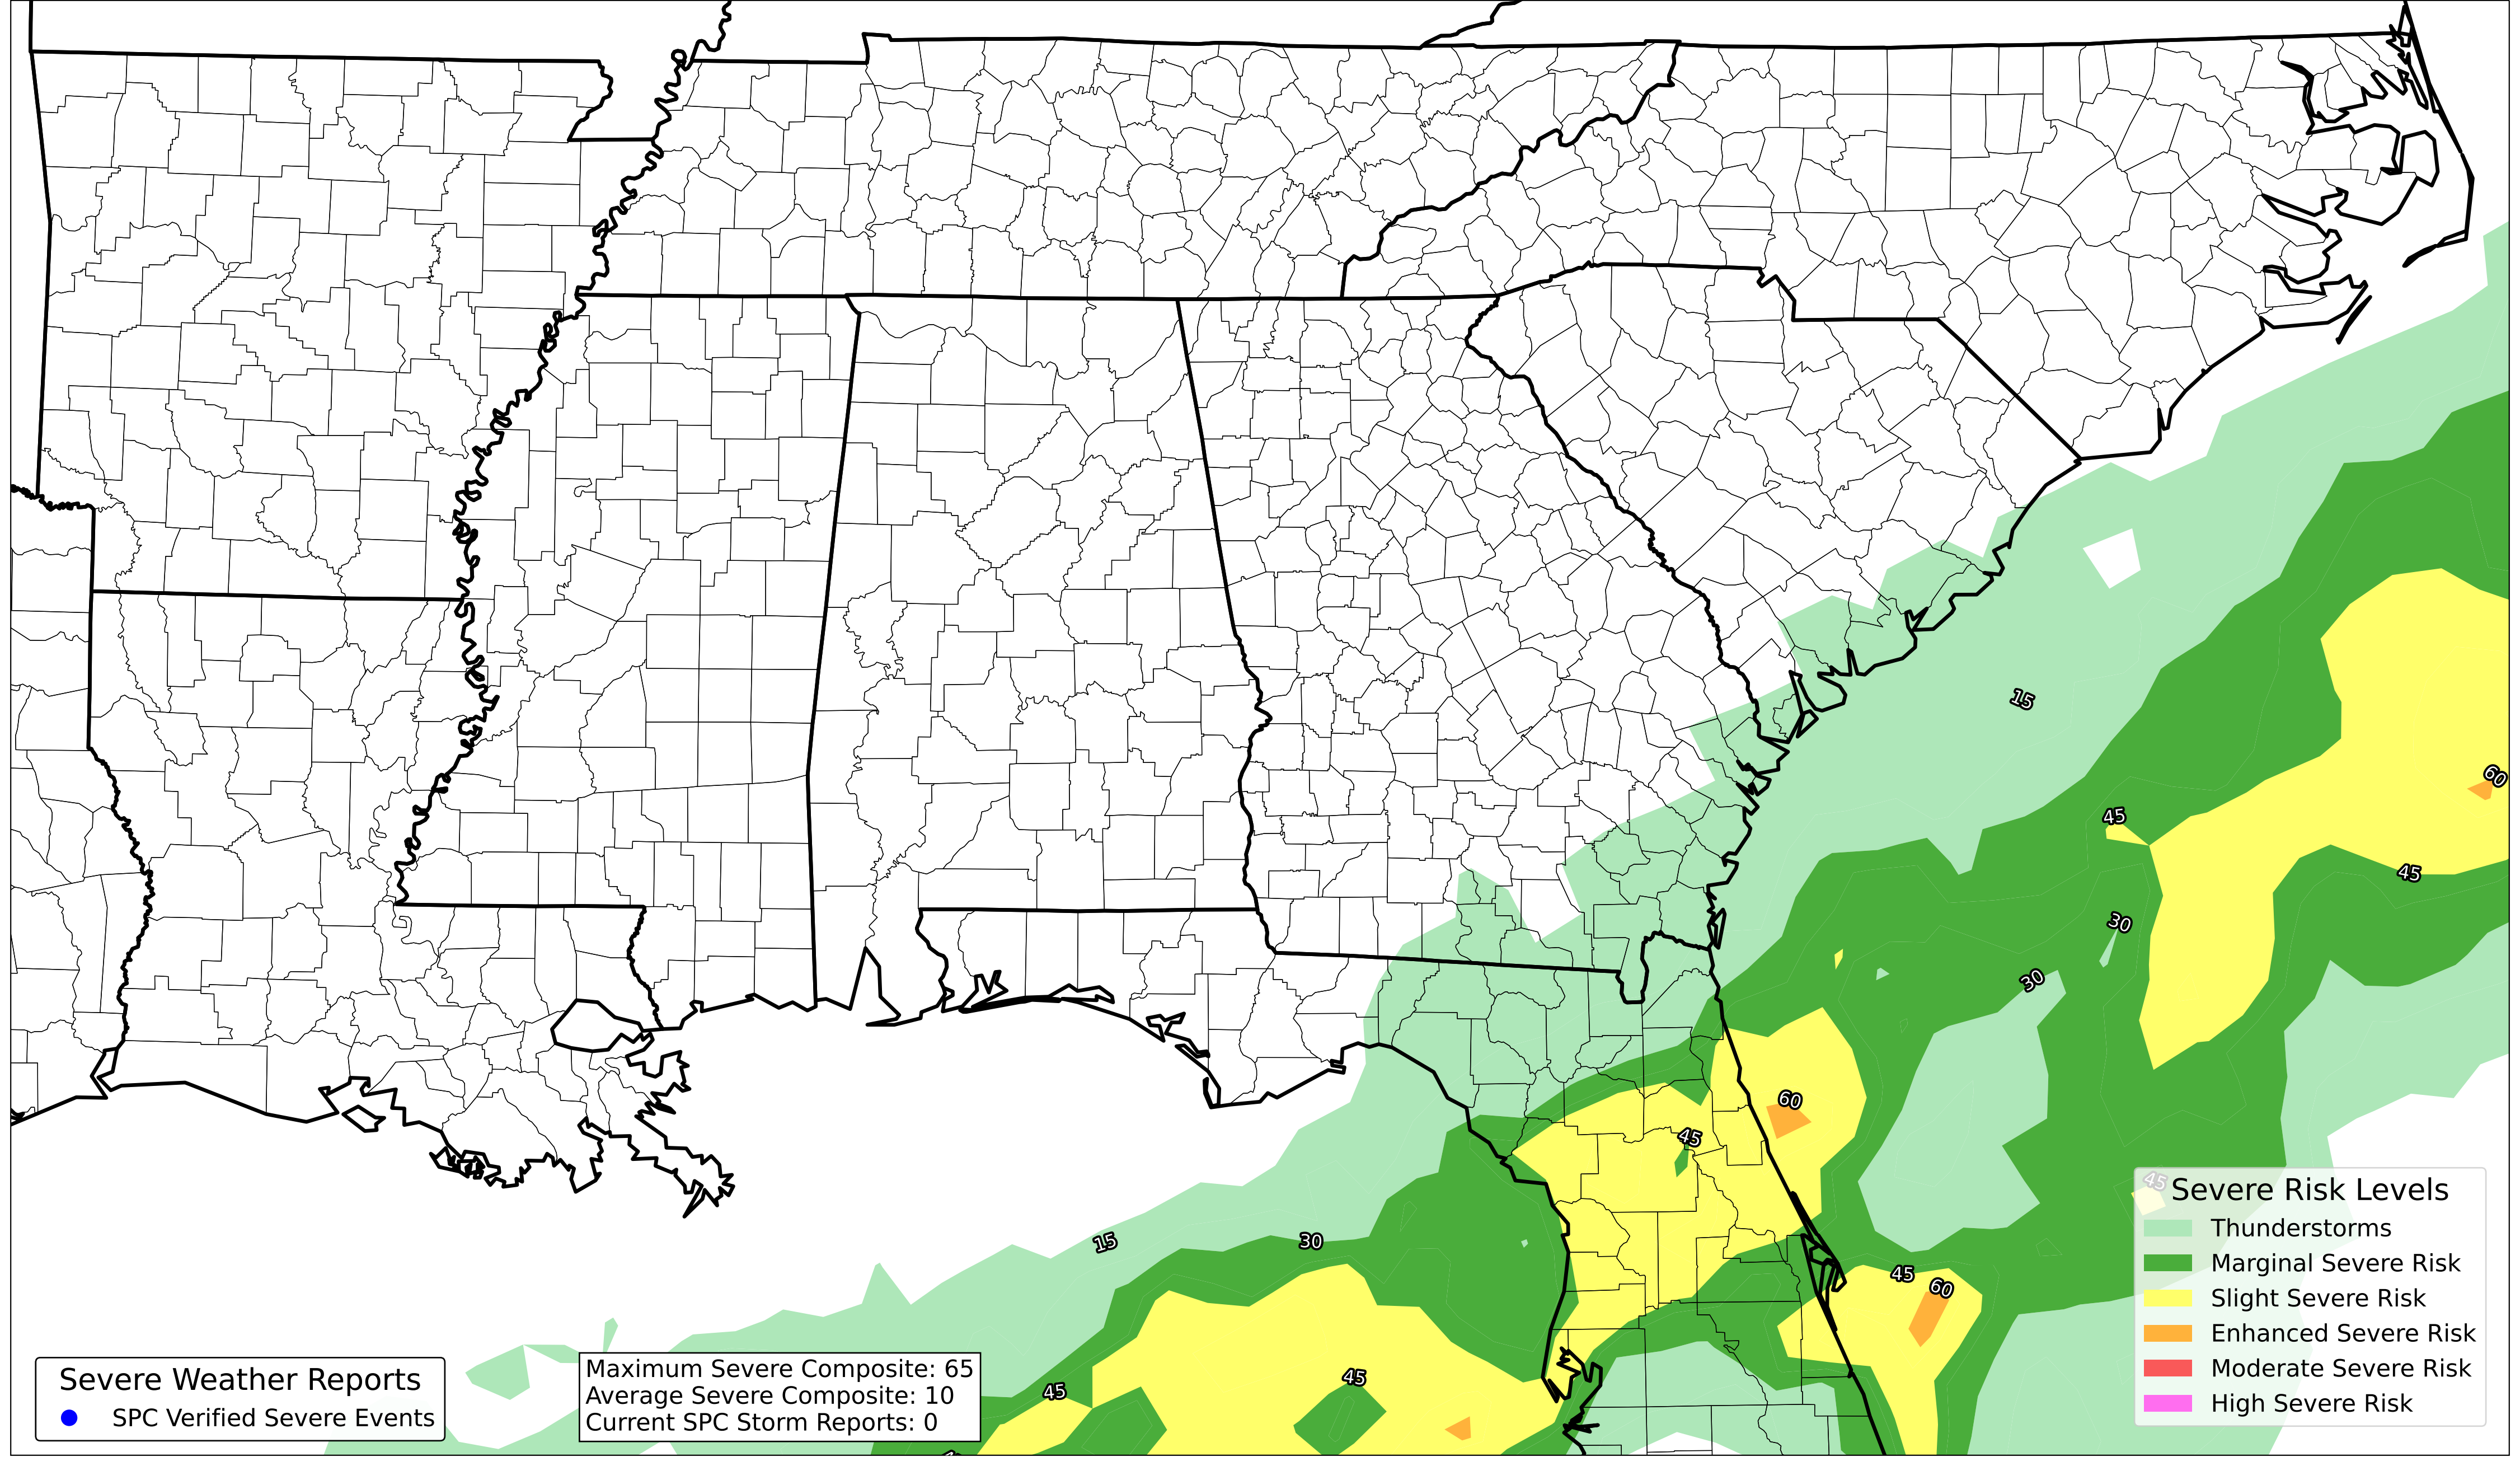 15
60
45
45
30
30
60
45
45
Severe Risk Levels
Thunderstorms
Marginal Severe Risk
Slight Severe Risk
Enhanced Severe Risk
Moderate Severe Risk
High Severe Risk
15
30
45
60
45
45
Severe Weather Reports
SPC Verified Severe Events
Maximum Severe Composite: 65
Average Severe Composite: 10
Current SPC Storm Reports: 0